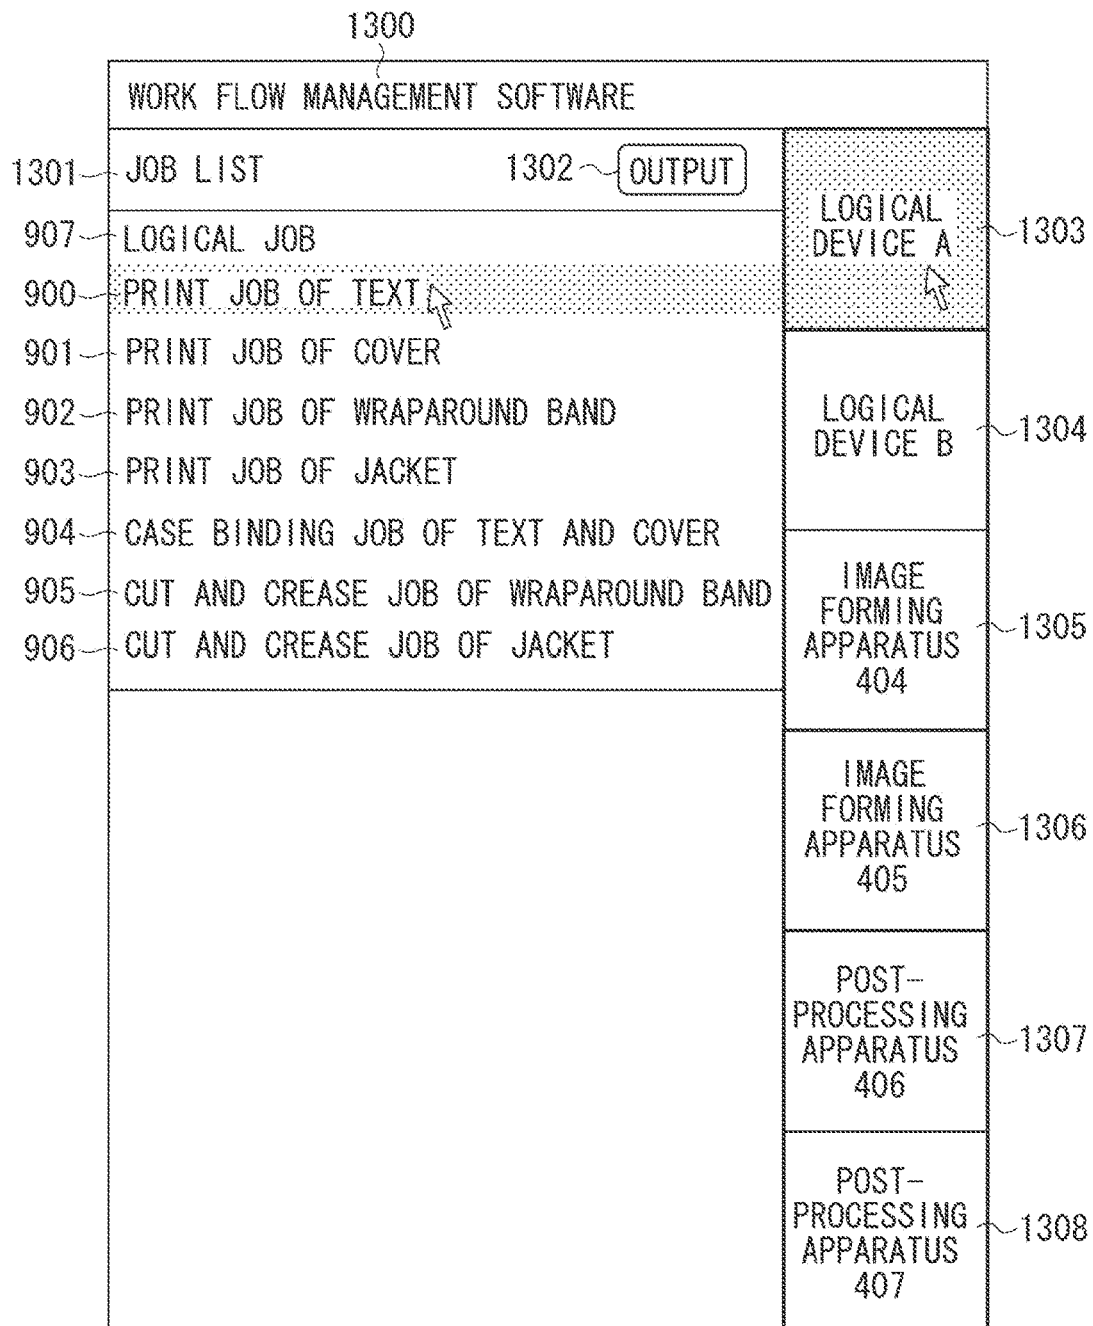 1300
WORK FLOW MANAGEMENT SOFTWARE
1301 JOB LIST 1302 OUTPUT
907 LOGICAL JOB
900 PRINT JOB OF TEXT
901 PRINT JOB OF COVER
902 PRINT JOB OF WRAPAROUND BAND
903 PRINT JOB OF JACKET
904 CASE BINDING JOB OF TEXT AND COVER
905 CUT AND CREASE JOB OF WRAPAROUND BAND
906 CUT AND CREASE JOB OF JACKET
LOGICAL
DEVICE A
1303
LOGICAL
DEVICE B
1304
IMAGE
FORMING
APPARATUS
404
1305
IMAGE
FORMING
APPARATUS
405
1306
POST-
PROCESSING
APPARATUS
406
1307
POST-
PROCESSING
APPARATUS
407
1308